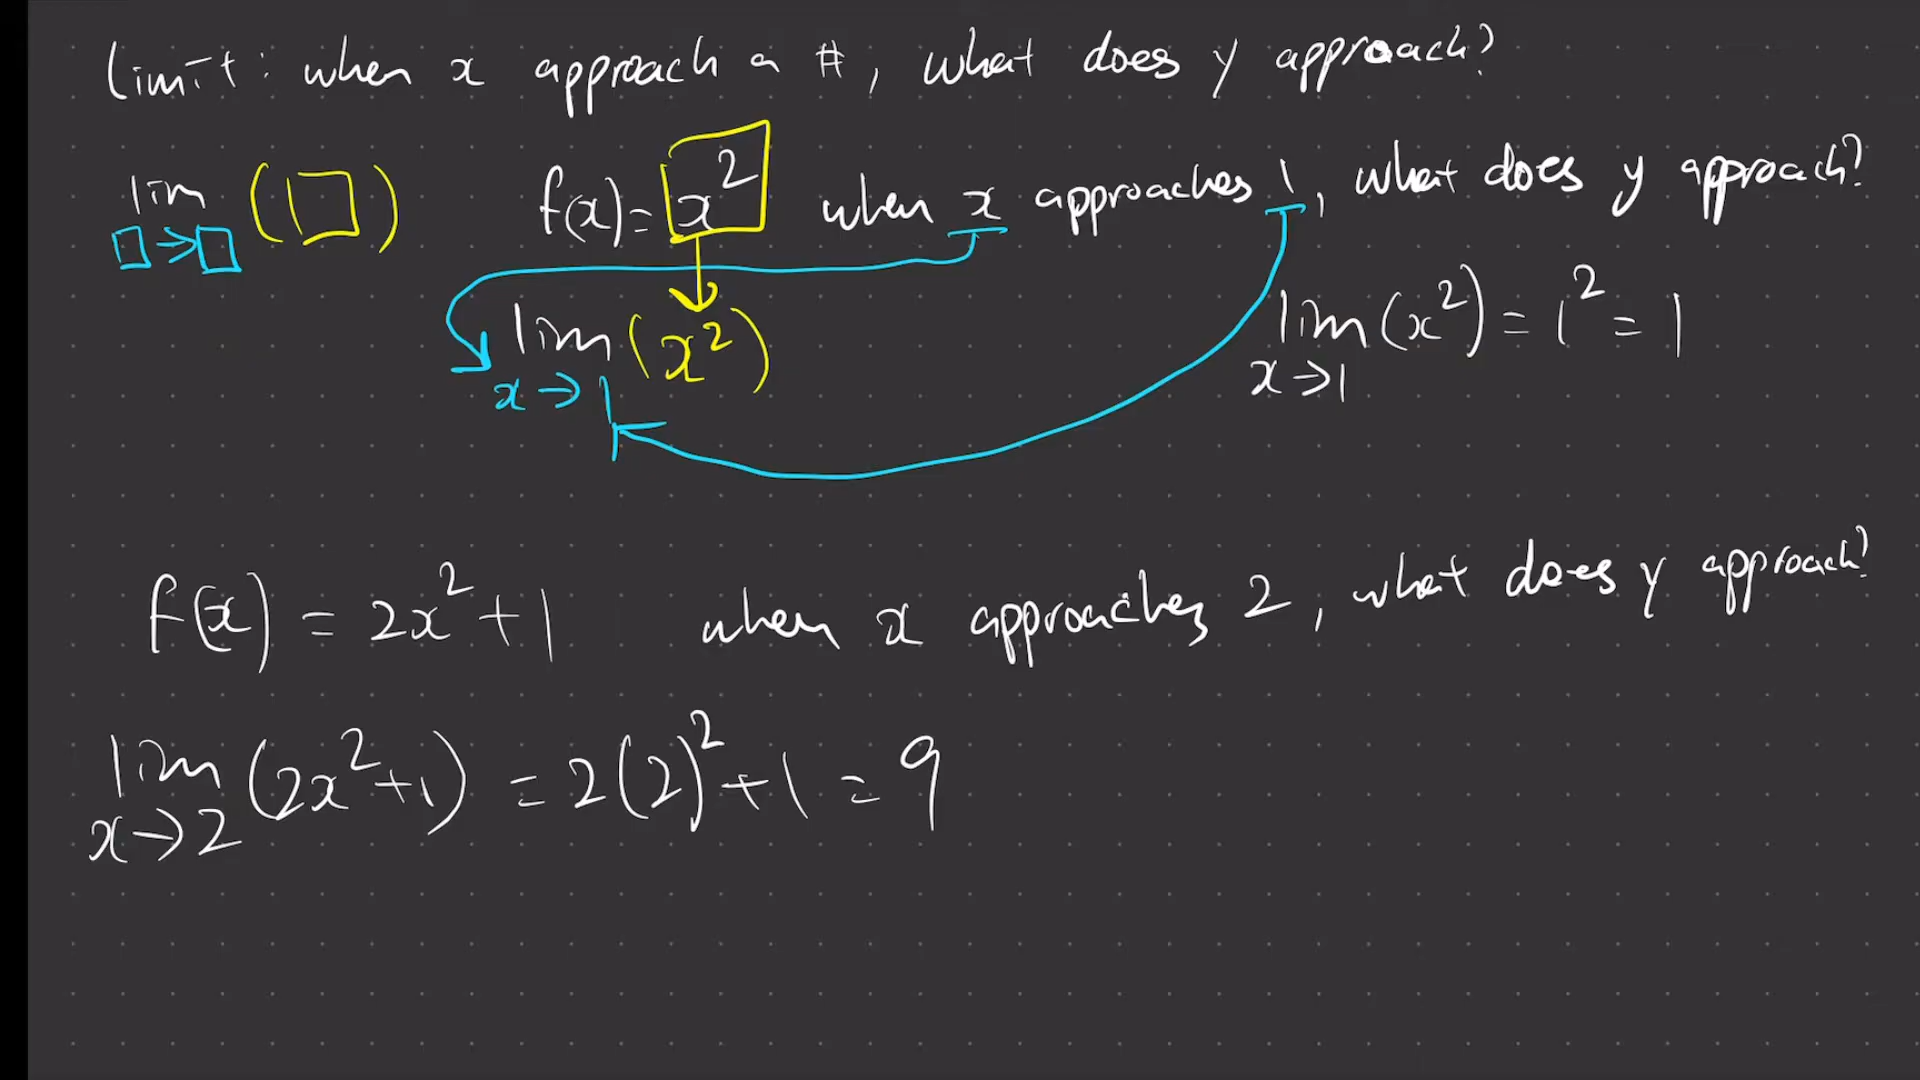 limit: when x approach a #, what does y approach?
lim (□) f(x) = x² when x approaches 1, what does y approach?
□→□
lim (x²) lim (x²) = 1² = 1
x→1 x→1
f(x) = 2x² + 1 when x approaches 2, what does y approach?
lim (2x²+1) = 2(2)² + 1 = 9
x→2